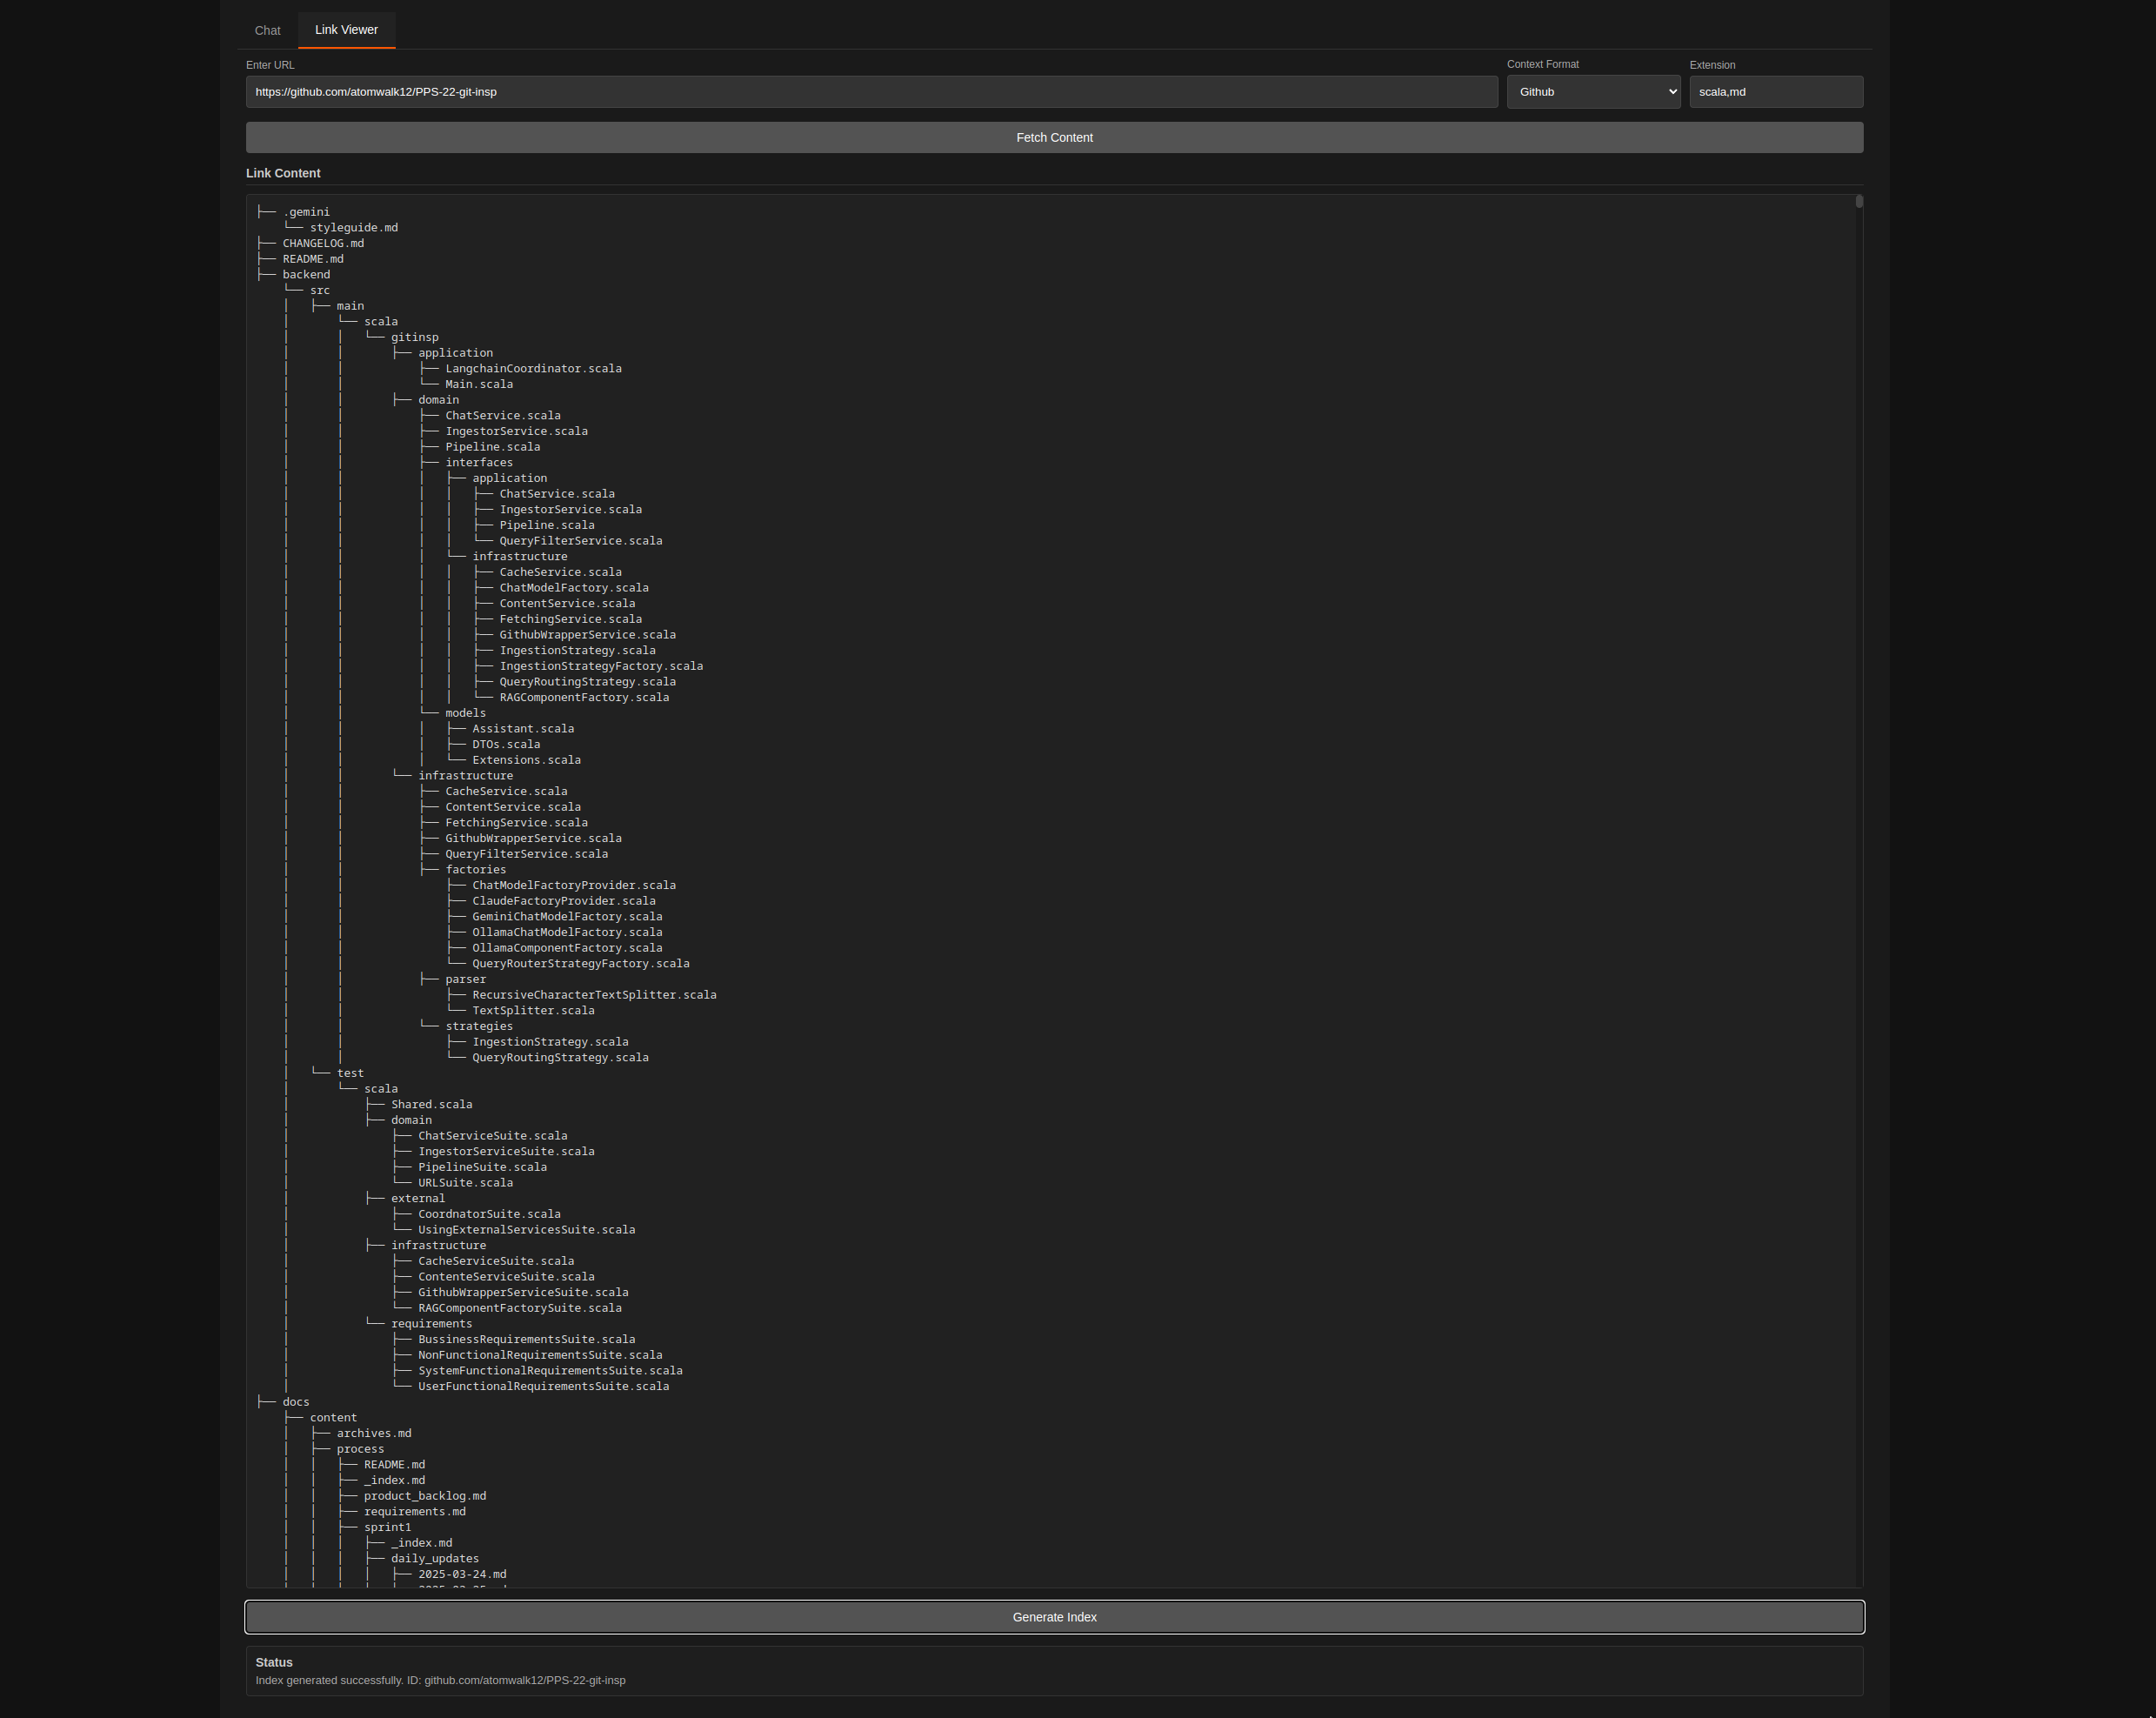 Chat Link Viewer
Enter URL Context Format Extension
https://github.com/atomwalk12/PPS-22-git-insp Github scala,md
Fetch Content
Link Content
├── .gemini
    └── styleguide.md
├── CHANGELOG.md
├── README.md
├── backend
    └── src
    │   ├── main
    │       └── scala
    │       │   └── gitinsp
    │       │       ├── application
    │       │           ├── LangchainCoordinator.scala
    │       │           └── Main.scala
    │       │       ├── domain
    │       │           ├── ChatService.scala
    │       │           ├── IngestorService.scala
    │       │           ├── Pipeline.scala
    │       │           ├── interfaces
    │       │           │   ├── application
    │       │           │   │   ├── ChatService.scala
    │       │           │   │   ├── IngestorService.scala
    │       │           │   │   ├── Pipeline.scala
    │       │           │   │   └── QueryFilterService.scala
    │       │           │   └── infrastructure
    │       │           │   │   ├── CacheService.scala
    │       │           │   │   ├── ChatModelFactory.scala
    │       │           │   │   ├── ContentService.scala
    │       │           │   │   ├── FetchingService.scala
    │       │           │   │   ├── GithubWrapperService.scala
    │       │           │   │   ├── IngestionStrategy.scala
    │       │           │   │   ├── IngestionStrategyFactory.scala
    │       │           │   │   ├── QueryRoutingStrategy.scala
    │       │           │   │   └── RAGComponentFactory.scala
    │       │           └── models
    │       │           │   ├── Assistant.scala
    │       │           │   ├── DTOs.scala
    │       │           │   └── Extensions.scala
    │       │       └── infrastructure
    │       │           ├── CacheService.scala
    │       │           ├── ContentService.scala
    │       │           ├── FetchingService.scala
    │       │           ├── GithubWrapperService.scala
    │       │           ├── QueryFilterService.scala
    │       │           ├── factories
    │       │               ├── ChatModelFactoryProvider.scala
    │       │               ├── ClaudeFactoryProvider.scala
    │       │               ├── GeminiChatModelFactory.scala
    │       │               ├── OllamaChatModelFactory.scala
    │       │               ├── OllamaComponentFactory.scala
    │       │               └── QueryRouterStrategyFactory.scala
    │       │           ├── parser
    │       │               ├── RecursiveCharacterTextSplitter.scala
    │       │               └── TextSplitter.scala
    │       │           └── strategies
    │       │               ├── IngestionStrategy.scala
    │       │               └── QueryRoutingStrategy.scala
    │   └── test
    │       └── scala
    │           ├── Shared.scala
    │           ├── domain
    │               ├── ChatServiceSuite.scala
    │               ├── IngestorServiceSuite.scala
    │               ├── PipelineSuite.scala
    │               └── URLSuite.scala
    │           ├── external
    │               ├── CoordnatorSuite.scala
    │               └── UsingExternalServicesSuite.scala
    │           ├── infrastructure
    │               ├── CacheServiceSuite.scala
    │               ├── ContenteServiceSuite.scala
    │               ├── GithubWrapperServiceSuite.scala
    │               └── RAGComponentFactorySuite.scala
    │           └── requirements
    │               ├── BussinessRequirementsSuite.scala
    │               ├── NonFunctionalRequirementsSuite.scala
    │               ├── SystemFunctionalRequirementsSuite.scala
    │               └── UserFunctionalRequirementsSuite.scala
├── docs
    ├── content
    │   ├── archives.md
    │   ├── process
    │   │   ├── README.md
    │   │   ├── _index.md
    │   │   ├── product_backlog.md
    │   │   ├── requirements.md
    │   │   ├── sprint1
    │   │   │   ├── _index.md
    │   │   │   ├── daily_updates
    │   │   │   │   ├── 2025-03-24.md
Generate Index
Status
Index generated successfully. ID: github.com/atomwalk12/PPS-22-git-insp